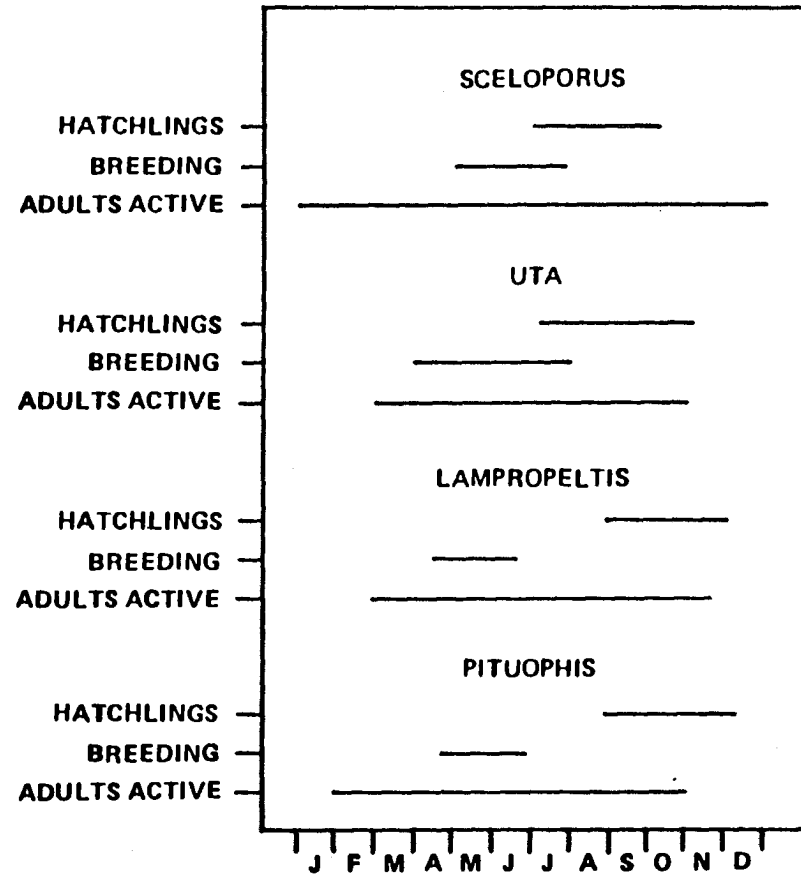 SCELOPORUS
HATCHLINGS
BREEDING
ADULTS ACTIVE
UTA
HATCHLINGS
BREEDING
ADULTS ACTIVE
LAMPROPELTIS
HATCHLINGS
BREEDING
ADULTS ACTIVE
PITUOPHIS
HATCHLINGS
BREEDING
ADULTS ACTIVE
J F M A M J J A S O N D